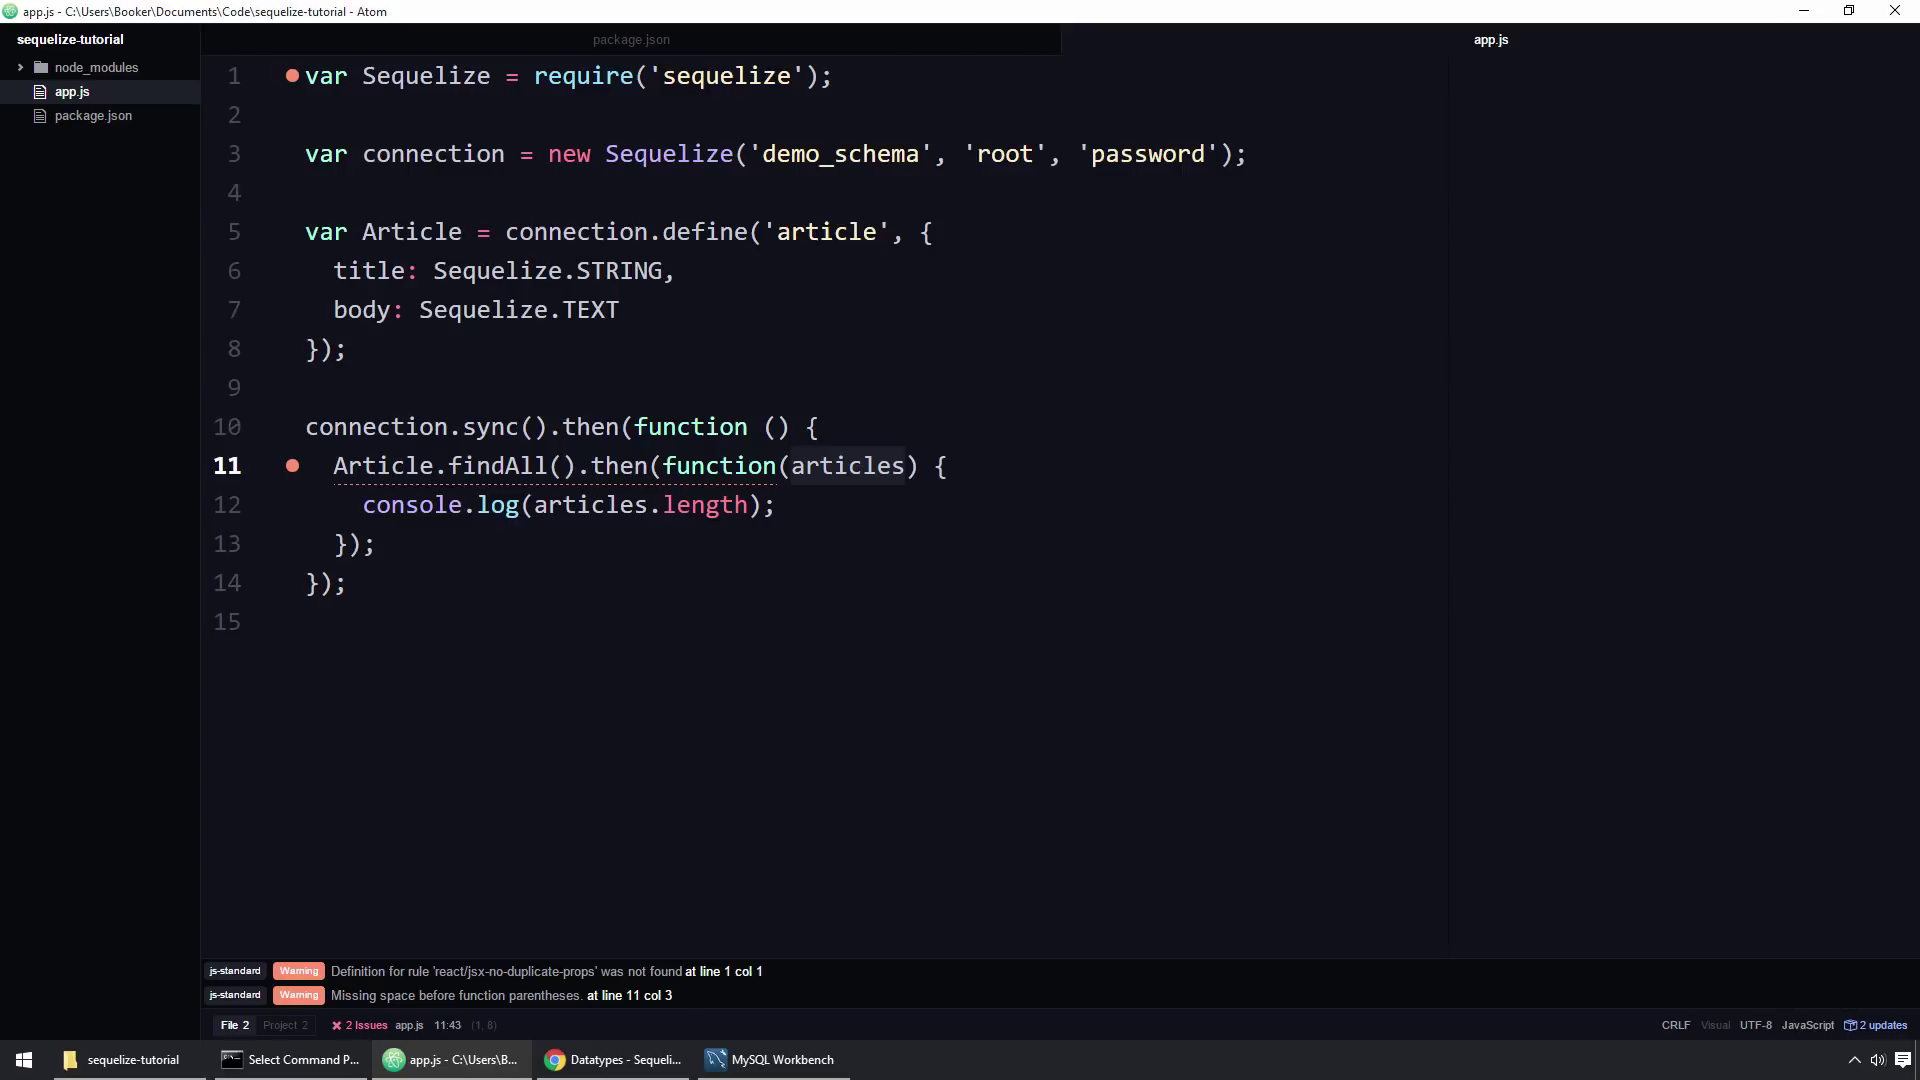 app.js - C:\Users\Booker\Documents\Code\sequelize-tutorial - Atom
sequelize-tutorial
node_modules
app.js
package.json
package.json
app.js
1 var Sequelize = require('sequelize');
2
3 var connection = new Sequelize('demo_schema', 'root', 'password');
4
5 var Article = connection.define('article', {
6 title: Sequelize.STRING,
7 body: Sequelize.TEXT
8 });
9
10 connection.sync().then(function () {
11 Article.findAll().then(function(articles) {
12 console.log(articles.length);
13 });
14 });
15
js-standard Warning Definition for rule 'react/jsx-no-duplicate-props' was not found at line 1 col 1
js-standard Warning Missing space before function parentheses. at line 11 col 3
File 2 Project 2 2 Issues app.js 11:43 (1, 8) CRLF Visual UTF-8 JavaScript 2 updates
sequelize-tutorial Select Command P... app.js - C:\Users\B... Datatypes - Sequeli... MySQL Workbench